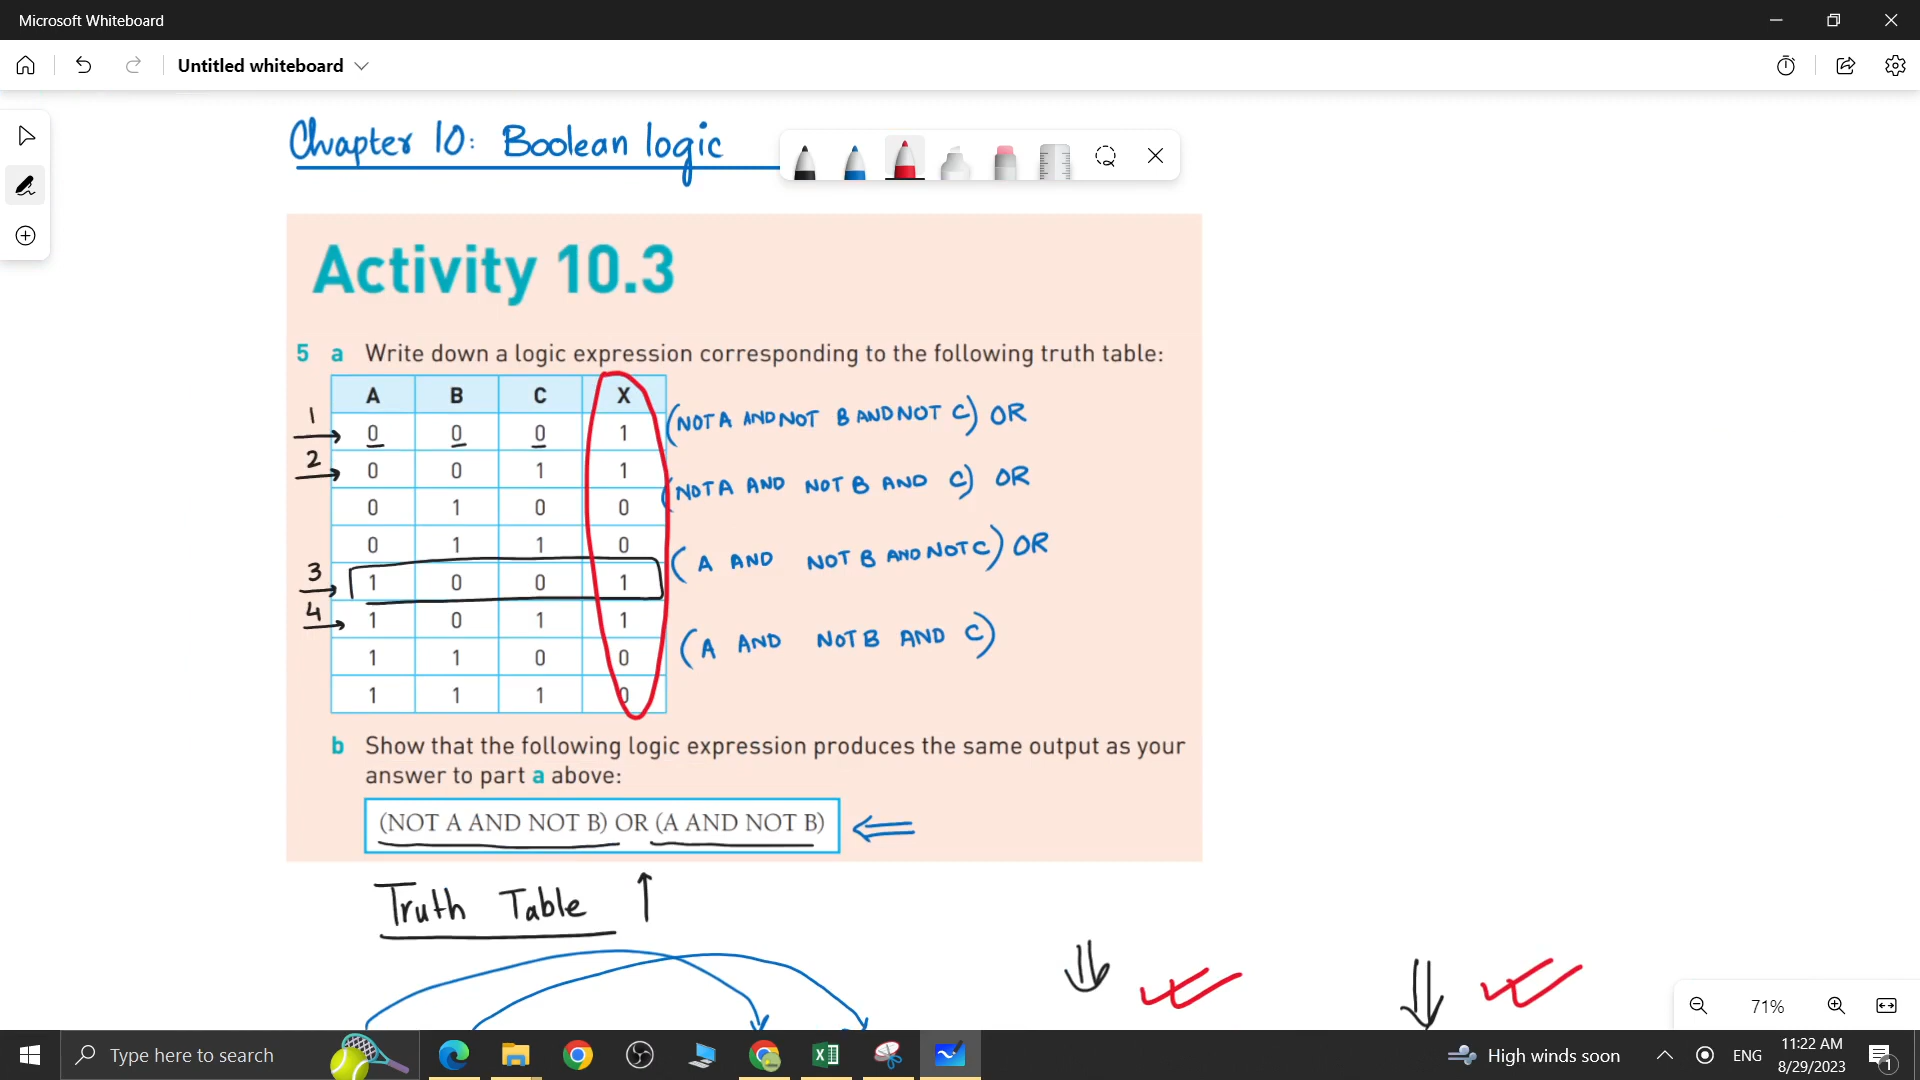 Microsoft Whiteboard
Untitled whiteboard
Chapter 10: Boolean logic
Activity 10.3
5 a Write down a logic expression corresponding to the following truth table:
A B C X
1 0 0 0 1 (NOT A AND NOT B AND NOT C) OR
2 0 0 1 1 (NOT A AND NOT B AND C) OR
0 1 0 0
0 1 1 0
3 1 0 0 1 (A AND NOT B AND NOT C) OR
4 1 0 1 1 (A AND NOT B AND C)
1 1 0 0
1 1 1 0
b Show that the following logic expression produces the same output as your
answer to part a above:
(NOT A AND NOT B) OR (A AND NOT B)
Truth Table
71%
Type here to search
High winds soon
ENG
11:22 AM
8/29/2023
1